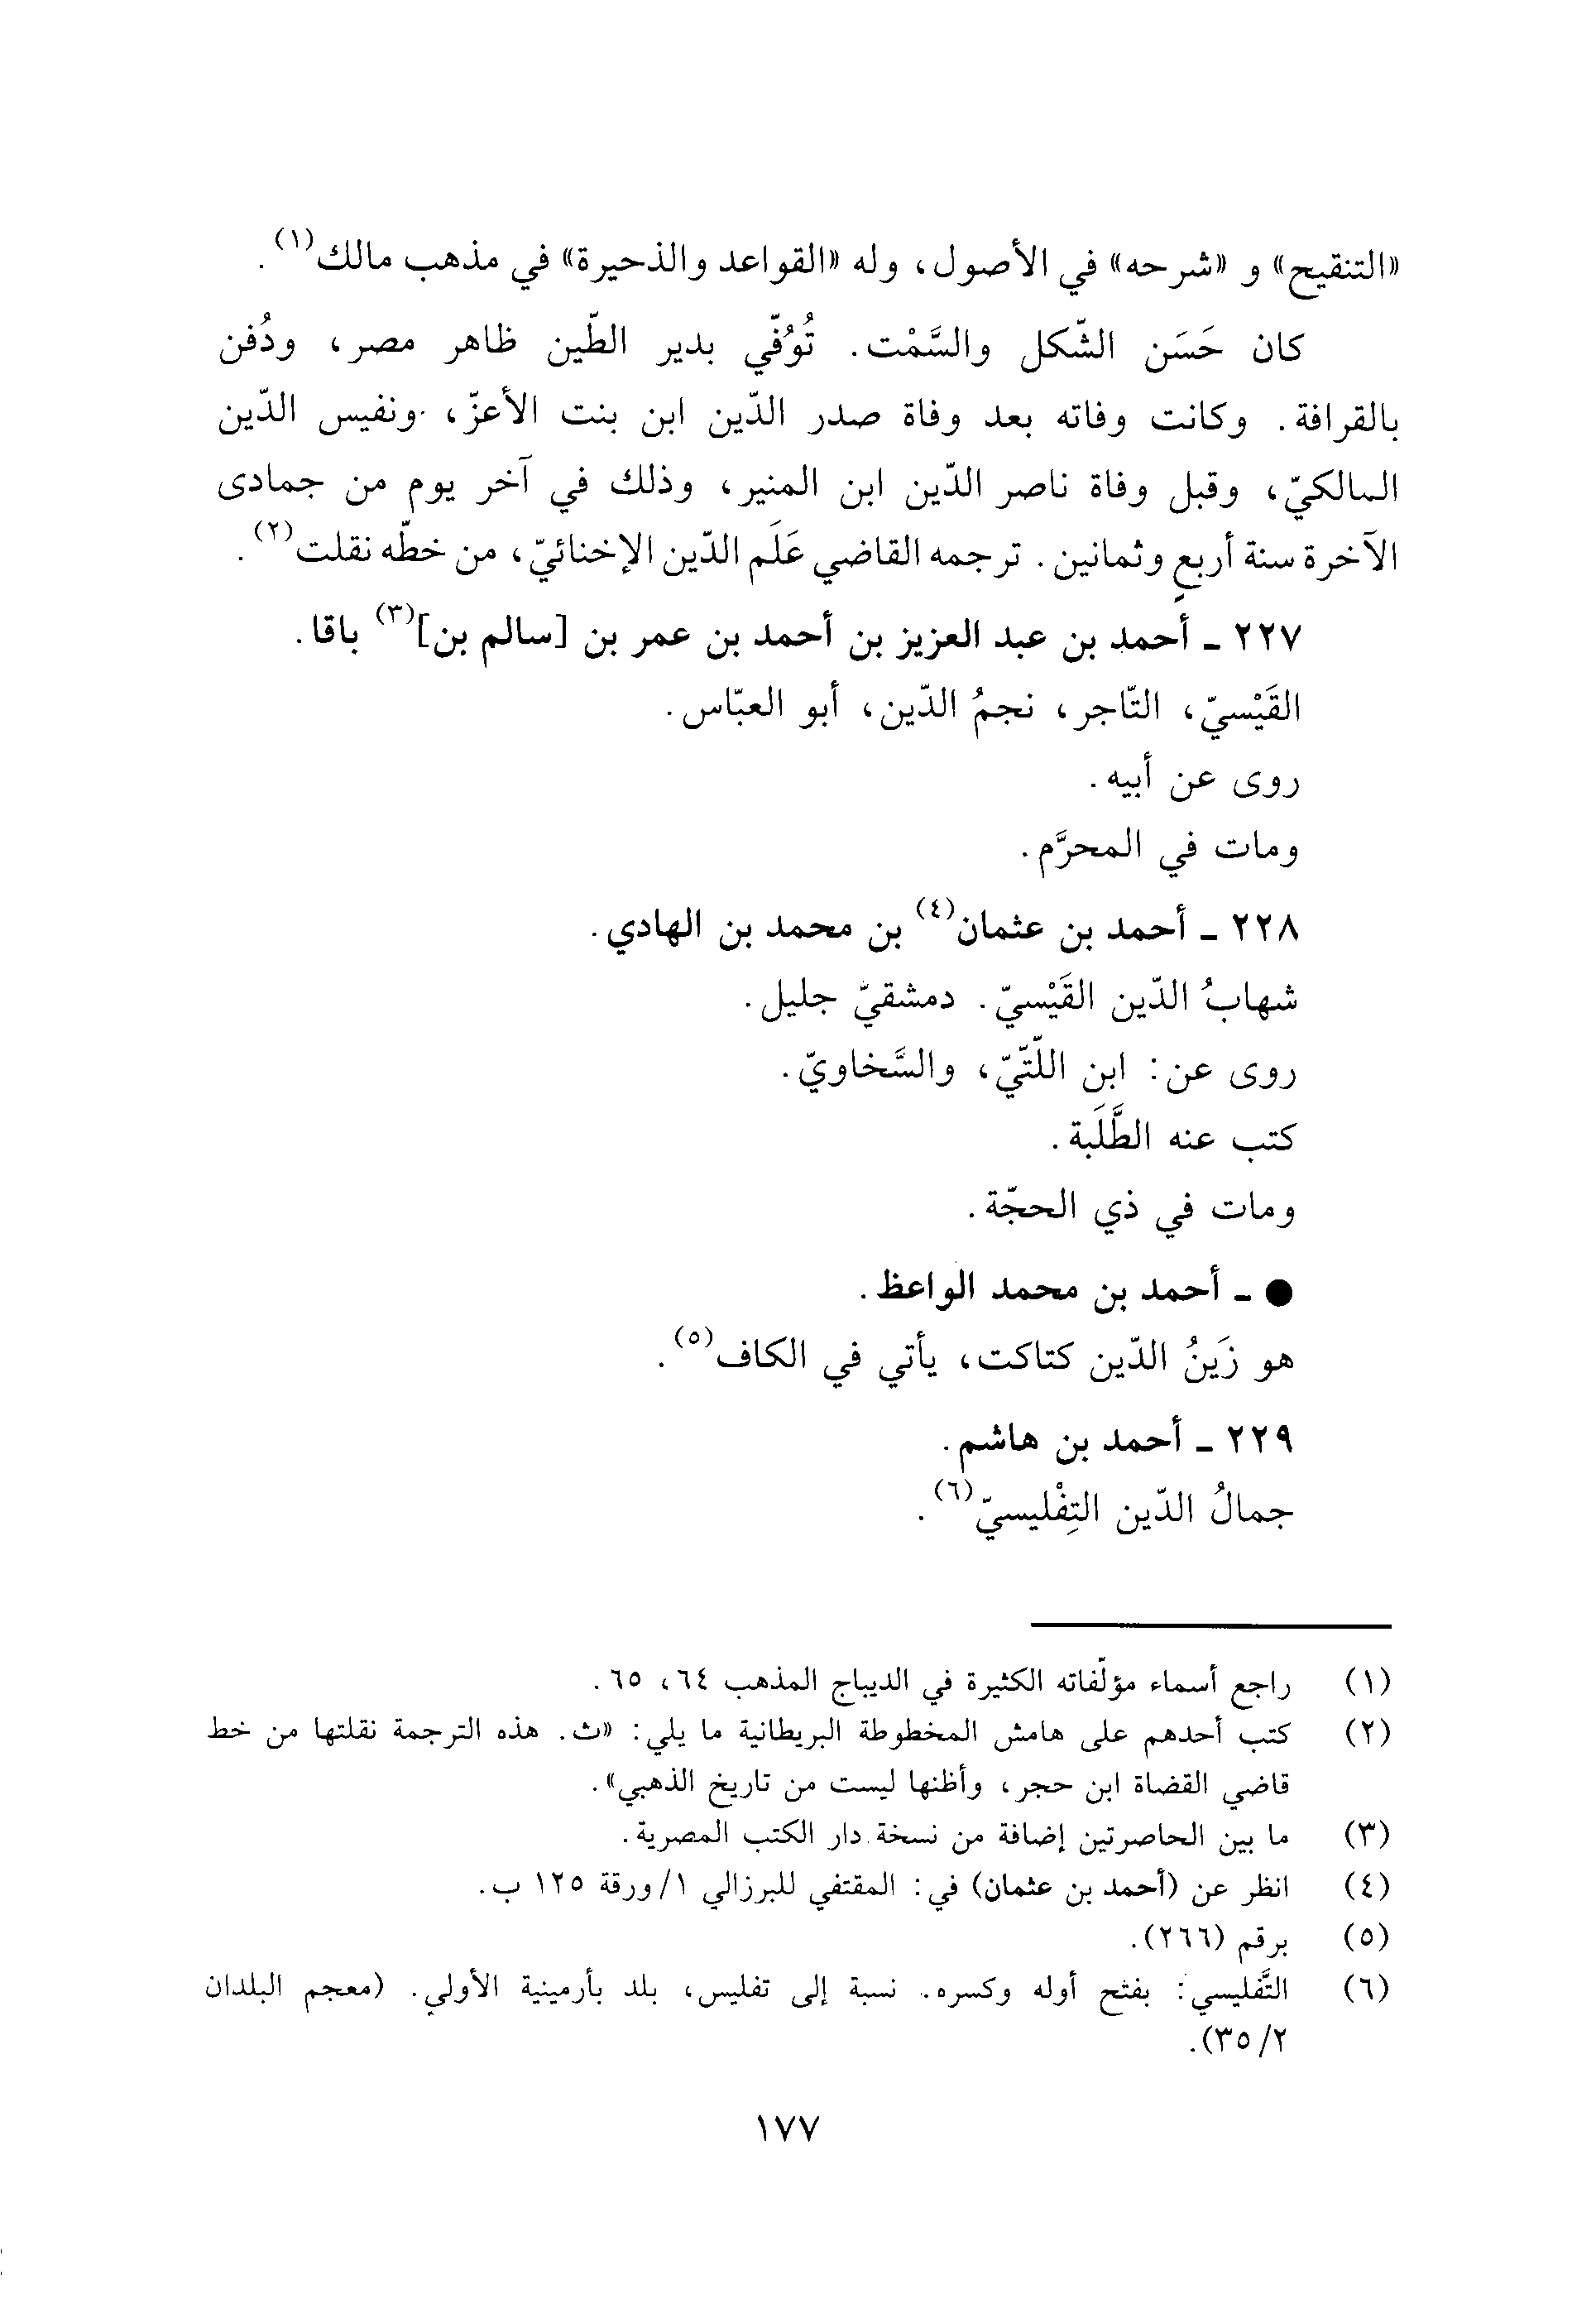 «التنقيح» و «شرحه» في الأصول، وله «القواعد والذحيرة» في مذهب مالك(١).
كان حَسَن الشّكل والسَّمْت. تُوُفّي بدير الطّين ظاهر مصر، ودُفن
بالقرافة. وكانت وفاته بعد وفاة صدر الدّين ابن بنت الأعزّ، ونفيس الدّين
المالكيّ، وقبل وفاة ناصر الدّين ابن المنير، وذلك في آخر يوم من جمادى
الآخرة سنة أربعٍ وثمانين. ترجمه القاضي عَلَم الدّين الإخنائيّ، من خطّه نقلت(٢).
٢٢٧ ـ أحمد بن عبد العزيز بن أحمد بن عمر بن [سالم بن](٣) باقا.
القَيْسيّ، التّاجر، نجمُ الدّين، أبو العبّاس.
روى عن أبيه.
ومات في المحرَّم.
٢٢٨ ـ أحمد بن عثمان(٤) بن محمد بن الهادي.
شهابُ الدّين القَيْسيّ. دمشقيّ جليل.
روى عن: ابن اللّتّيّ، والسَّخاويّ.
كتب عنه الطَّلَبة.
ومات في ذي الحجّة.
● ـ أحمد بن محمد الواعظ.
هو زَينُ الدّين كتاكت، يأتي في الكاف(٥).
٢٢٩ ـ أحمد بن هاشم.
جمالُ الدّين التِفْليسيّ(٦).
(١) راجع أسماء مؤلّفاته الكثيرة في الديباج المذهب ٦٤، ٦٥.
(٢) كتب أحدهم على هامش المخطوطة البريطانية ما يلي: «ث. هذه الترجمة نقلتها من خط
قاضي القضاة ابن حجر، وأظنها ليست من تاريخ الذهبي».
(٣) ما بين الحاصرتين إضافة من نسخة دار الكتب المصرية.
(٤) انظر عن (أحمد بن عثمان) في: المقتفي للبرزالي ١/ورقة ١٢٥ ب.
(٥) برقم (٢٦٦).
(٦) التَّفليسي: بفثح أوله وكسره. نسبة إلى تفليس، بلد بأرمينية الأولي. (معجم البلدان
٢/ ٣٥).
١٧٧